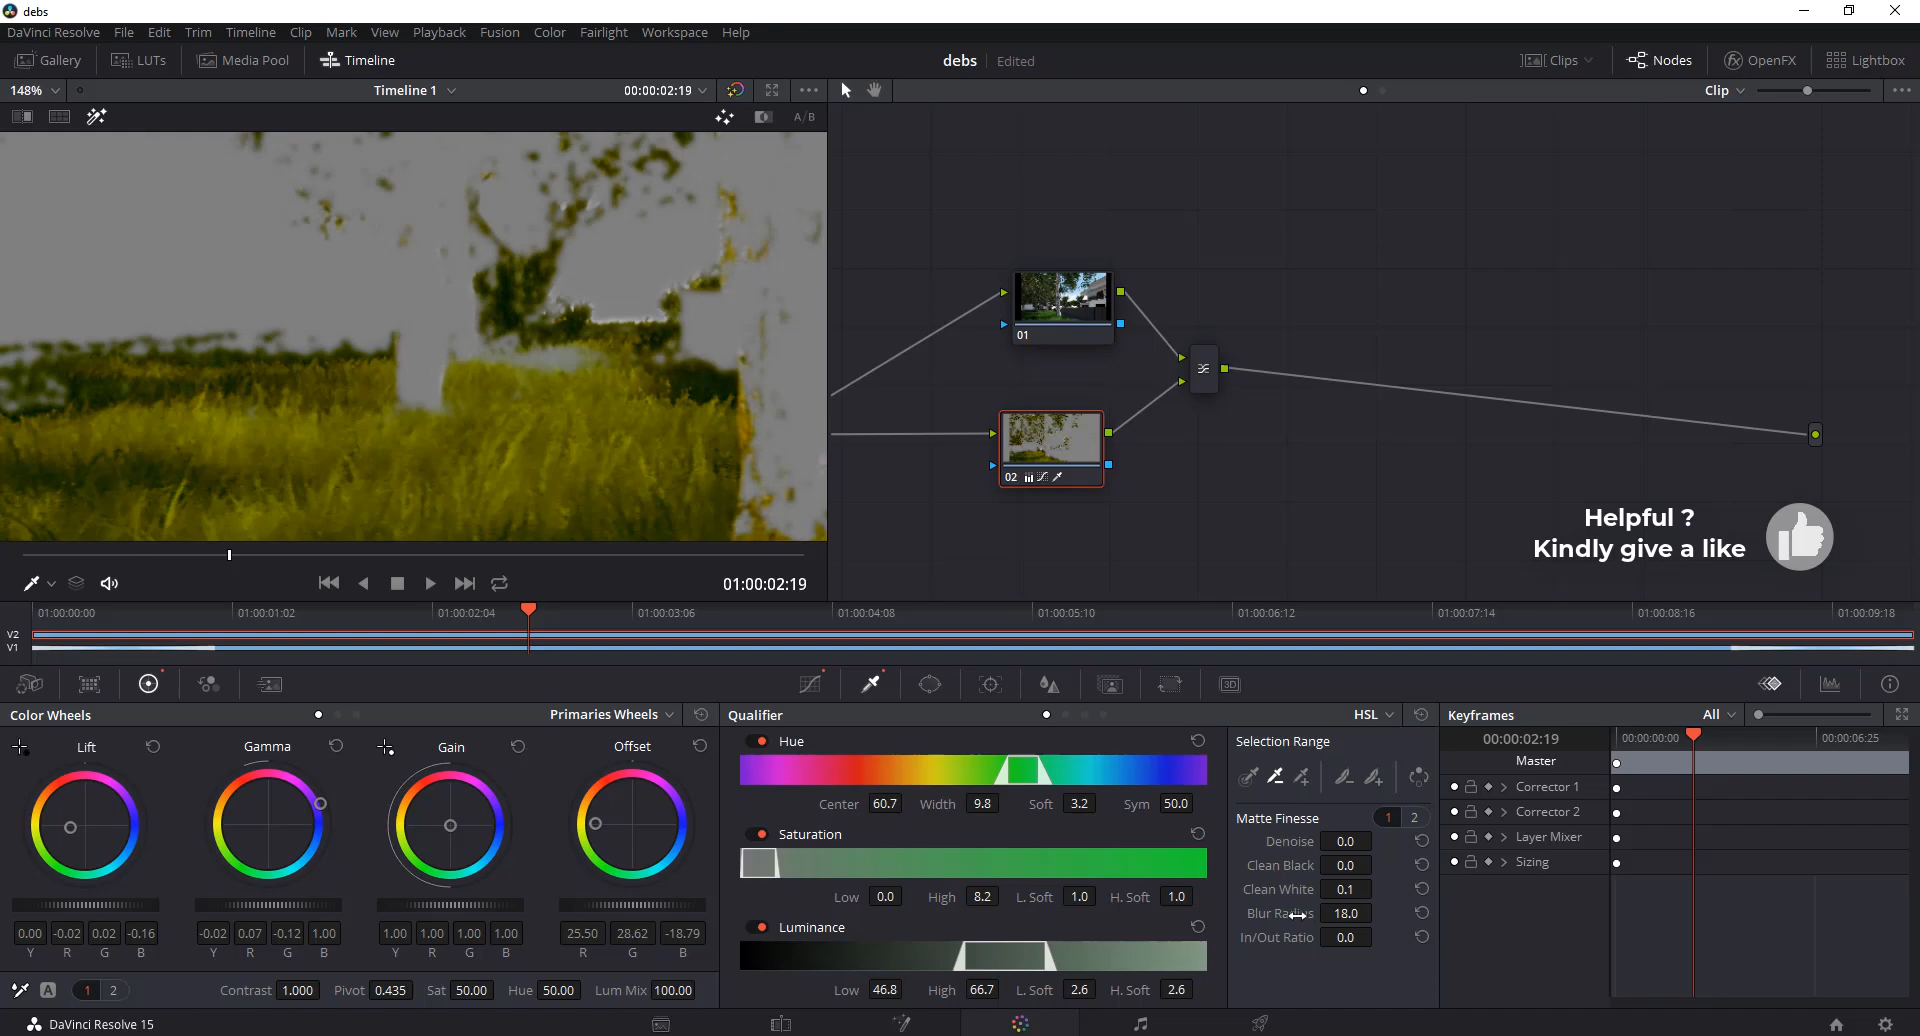 debs
DaVinci Resolve File Edit Trim Timeline Clip Mark View Playback Fusion Color Fairlight Workspace Help
Gallery LUTs Media Pool Timeline debs Edited Clips Nodes fx OpenFX Lightbox
148% Timeline 1 00:00:02:19 Clip
A/B
01
02
Helpful ?
Kindly give a like
01:00:02:19
01:00:00:00 01:00:01:02 01:00:02:04 01:00:03:06 01:00:04:08 01:00:05:10 01:00:06:12 01:00:07:14 01:00:08:16 01:00:09:18
V2
V1
3D
Color Wheels Primaries Wheels Qualifier HSL Keyframes All
Lift Gamma Gain Offset
0.00 -0.02 0.02 -0.16 -0.02 0.07 -0.12 1.00 1.00 1.00 1.00 1.00 25.50 28.62 -18.79
Y R G B Y R G B Y R G B R G B
A 1 2 Contrast 1.000 Pivot 0.435 Sat 50.00 Hue 50.00 Lum Mix 100.00
Hue
Center 60.7 Width 9.8 Soft 3.2 Sym 50.0
Saturation
Low 0.0 High 8.2 L. Soft 1.0 H. Soft 1.0
Luminance
Low 46.8 High 66.7 L. Soft 2.6 H. Soft 2.6
Selection Range
Matte Finesse 1 2
Denoise 0.0
Clean Black 0.0
Clean White 0.1
Blur Radius 18.0
In/Out Ratio 0.0
00:00:02:19 00:00:00:00 00:00:06:25
Master
Corrector 1
Corrector 2
Layer Mixer
Sizing
DaVinci Resolve 15